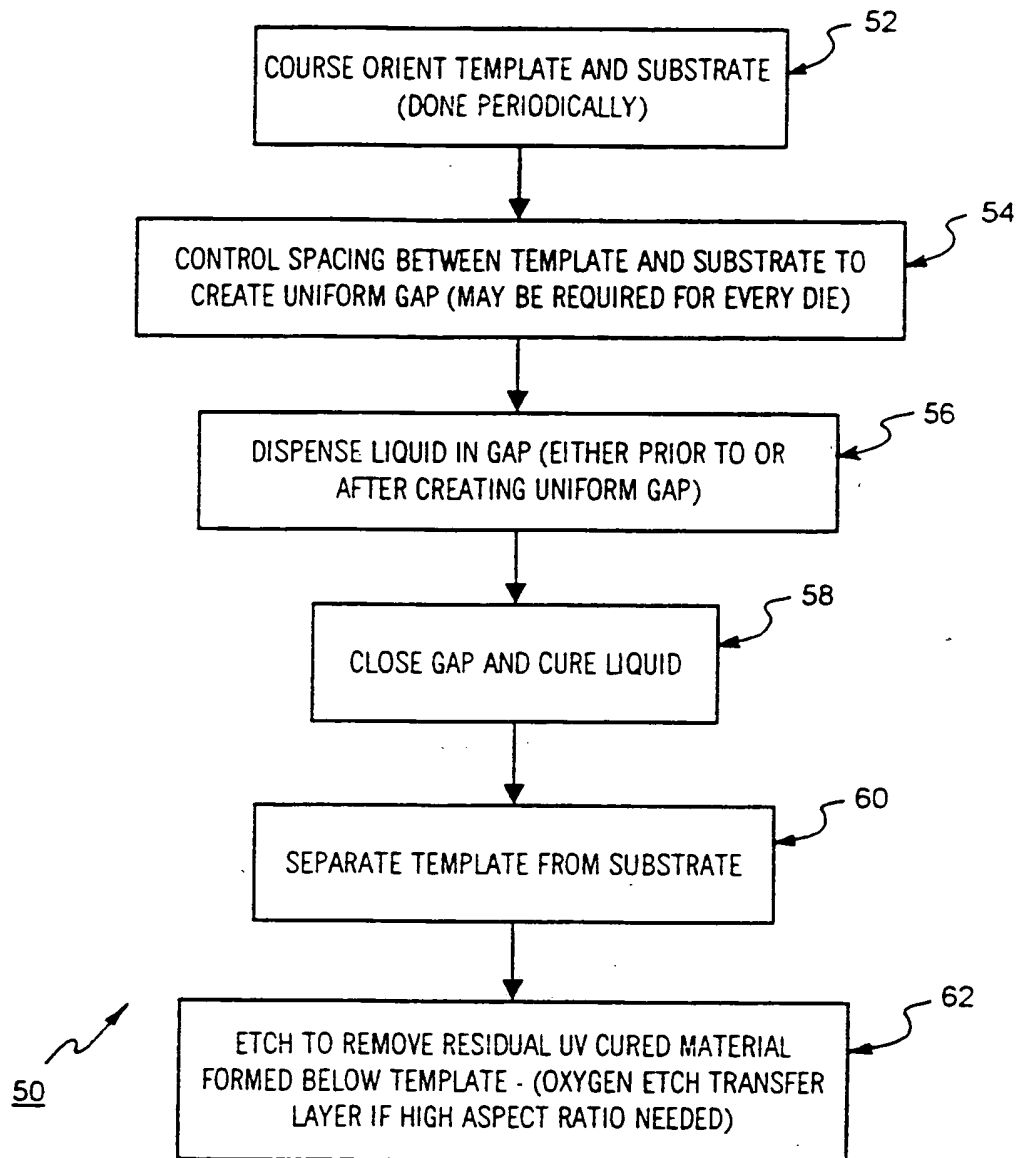 52
COURSE ORIENT TEMPLATE AND SUBSTRATE
(DONE PERIODICALLY)
54
CONTROL SPACING BETWEEN TEMPLATE AND SUBSTRATE TO
CREATE UNIFORM GAP (MAY BE REQUIRED FOR EVERY DIE)
56
DISPENSE LIQUID IN GAP (EITHER PRIOR TO OR
AFTER CREATING UNIFORM GAP)
58
CLOSE GAP AND CURE LIQUID
60
SEPARATE TEMPLATE FROM SUBSTRATE
62
ETCH TO REMOVE RESIDUAL UV CURED MATERIAL
FORMED BELOW TEMPLATE - (OXYGEN ETCH TRANSFER
LAYER IF HIGH ASPECT RATIO NEEDED)
50